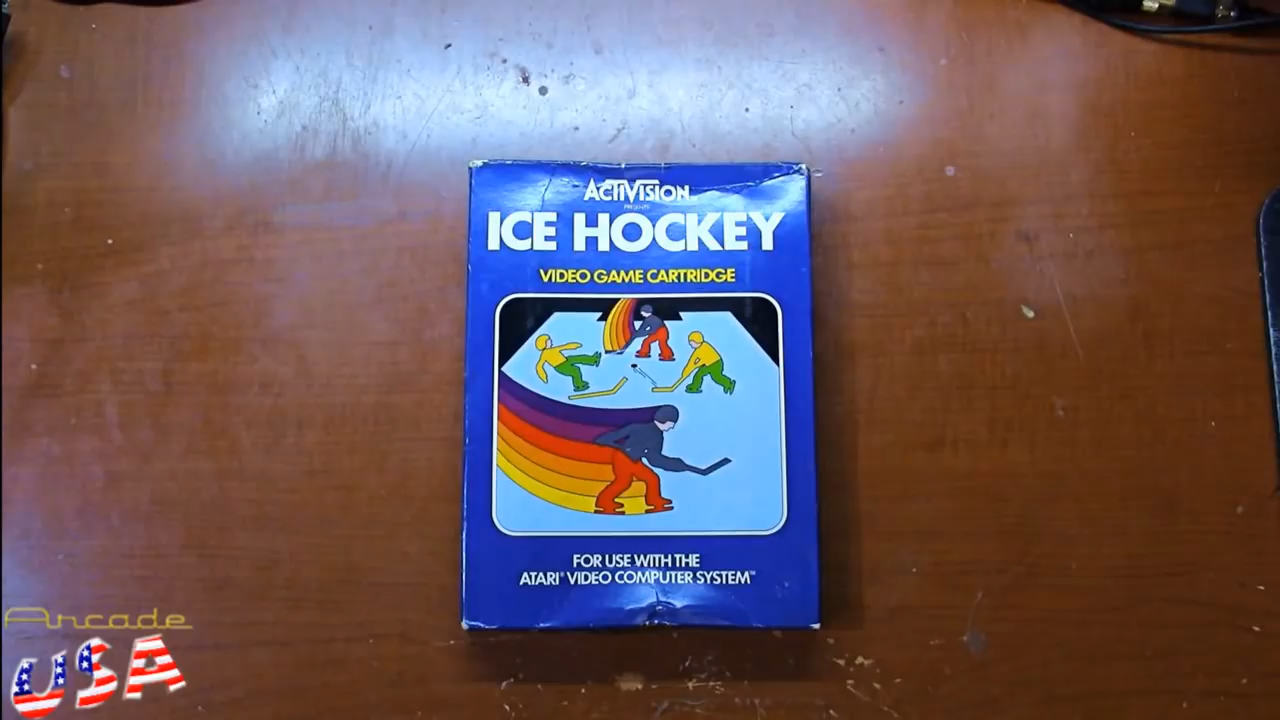 ACTIVISION
PRESENTS
ICE HOCKEY
VIDEO GAME CARTRIDGE
FOR USE WITH THE
ATARI® VIDEO COMPUTER SYSTEM™
Arcade
USA